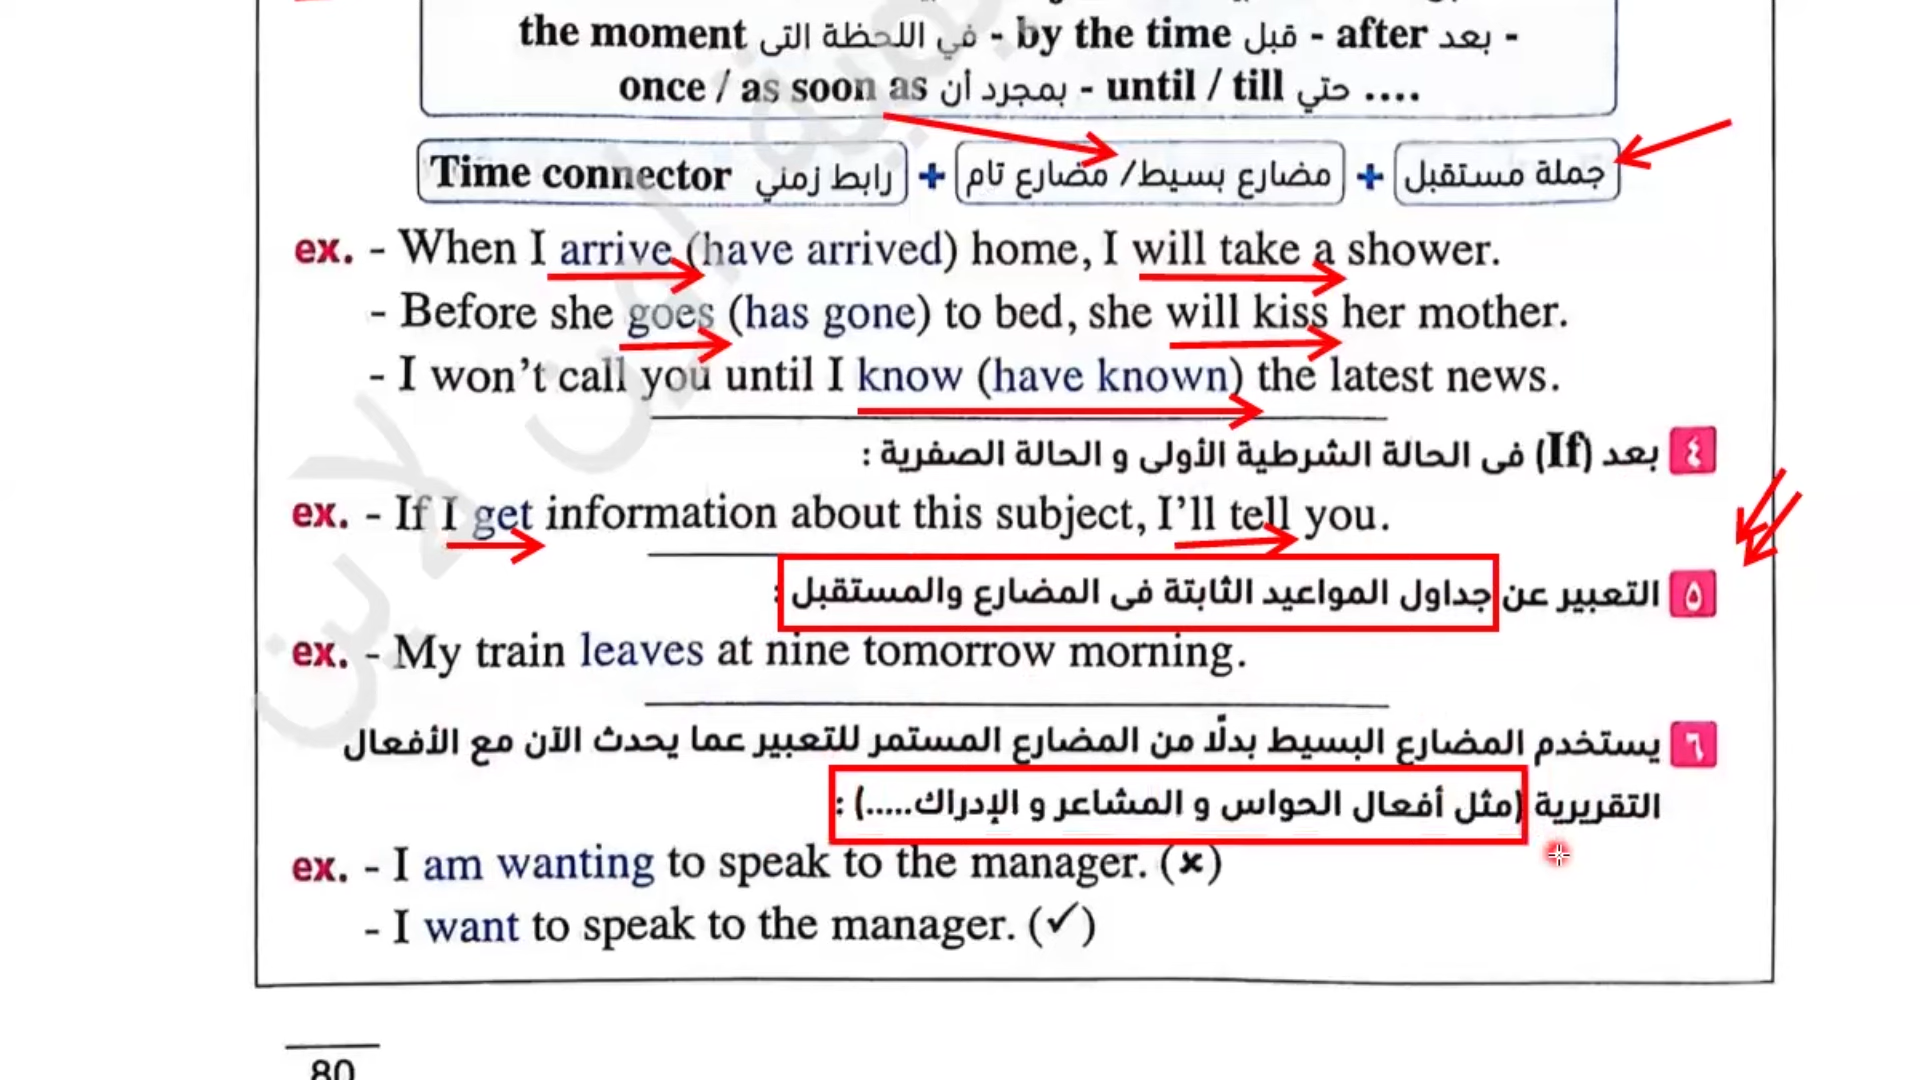 the moment في اللحظة التى - by the time قبل - after بعد -
once / as soon as بمجرد أن - until / till حتي ....
Time connector رابط زمني + مضارع بسيط/ مضارع تام + جملة مستقبل
ex. - When I arrive (have arrived) home, I will take a shower.
- Before she goes (has gone) to bed, she will kiss her mother.
- I won't call you until I know (have known) the latest news.
٤ بعد (If) فى الحالة الشرطية الأولى و الحالة الصفرية :
ex. - If I get information about this subject, I'll tell you.
٥ التعبير عن جداول المواعيد الثابتة فى المضارع والمستقبل :
ex. - My train leaves at nine tomorrow morning.
٦ يستخدم المضارع البسيط بدلًا من المضارع المستمر للتعبير عما يحدث الآن مع الأفعال
التقريرية (مثل أفعال الحواس و المشاعر و الإدراك.....) :
ex. - I am wanting to speak to the manager. (✗)
- I want to speak to the manager. (✓)
80